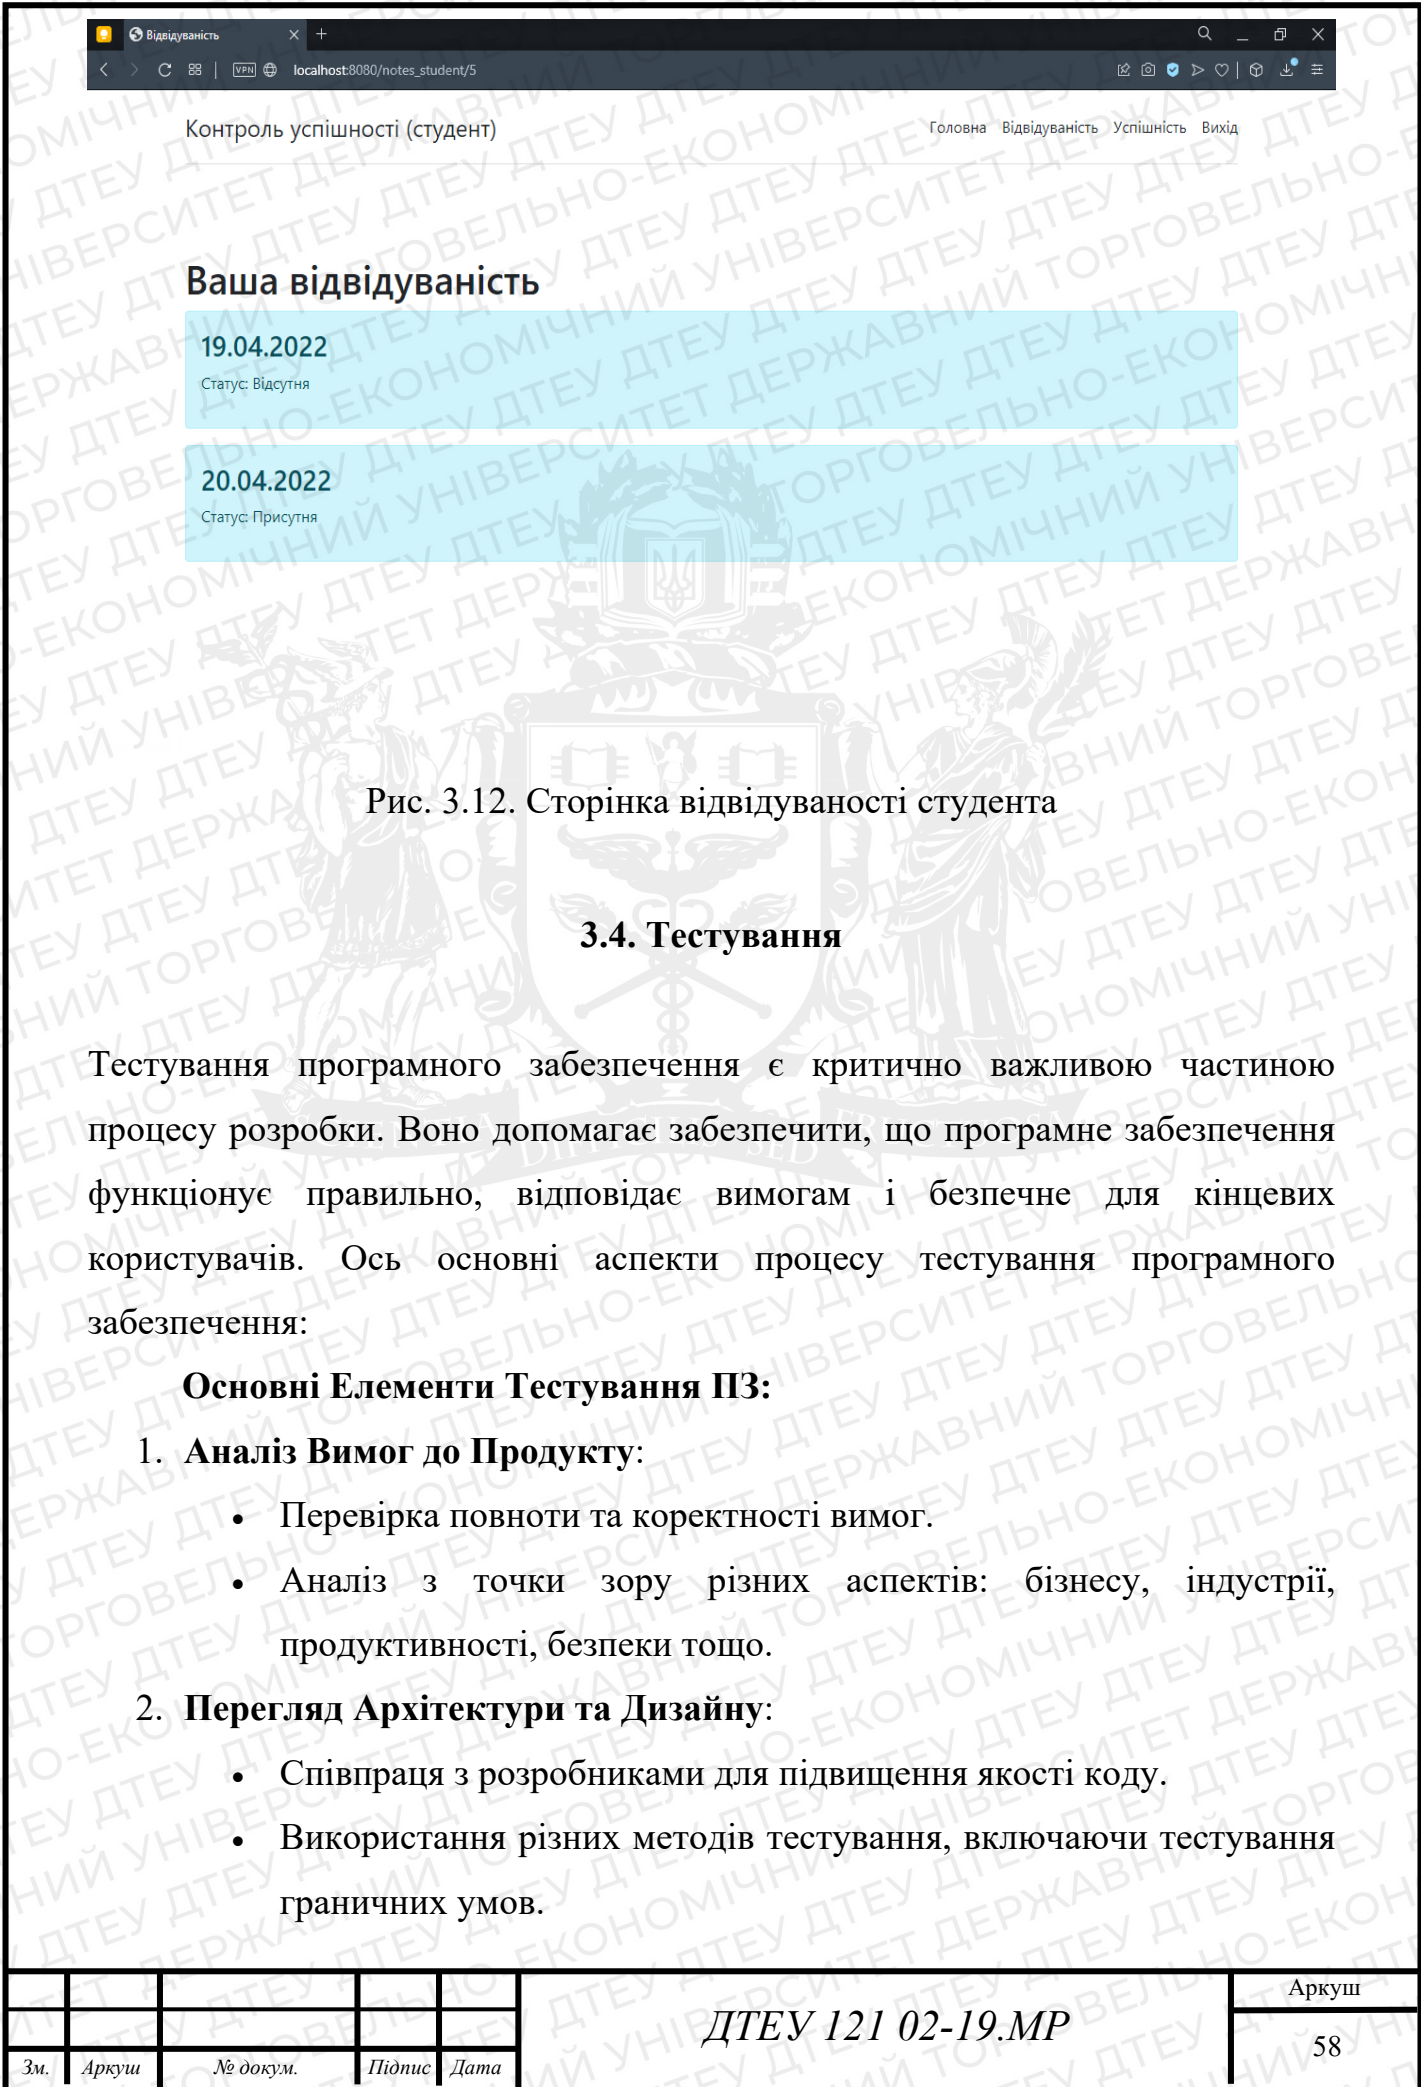 Відвідуваність
VPN
localhost:8080/notes_student/5
Контроль успішності (студент)
Головна Відвідуваність Успішність Вихід
Ваша відвідуваність
19.04.2022
Статус: Відсутня
20.04.2022
Статус: Присутня
Рис. 3.12. Сторінка відвідуваності студента
3.4. Тестування
Тестування програмного забезпечення є критично важливою частиною
процесу розробки. Воно допомагає забезпечити, що програмне забезпечення
функціонує правильно, відповідає вимогам і безпечне для кінцевих
користувачів. Ось основні аспекти процесу тестування програмного
забезпечення:
Основні Елементи Тестування ПЗ:
1. Аналіз Вимог до Продукту:
• Перевірка повноти та коректності вимог.
• Аналіз з точки зору різних аспектів: бізнесу, індустрії,
продуктивності, безпеки тощо.
2. Перегляд Архітектури та Дизайну:
• Співпраця з розробниками для підвищення якості коду.
• Використання різних методів тестування, включаючи тестування
граничних умов.
Зм. Аркуш № докум. Підпис Дата
ДТЕУ 121 02-19.МР
Аркуш
58